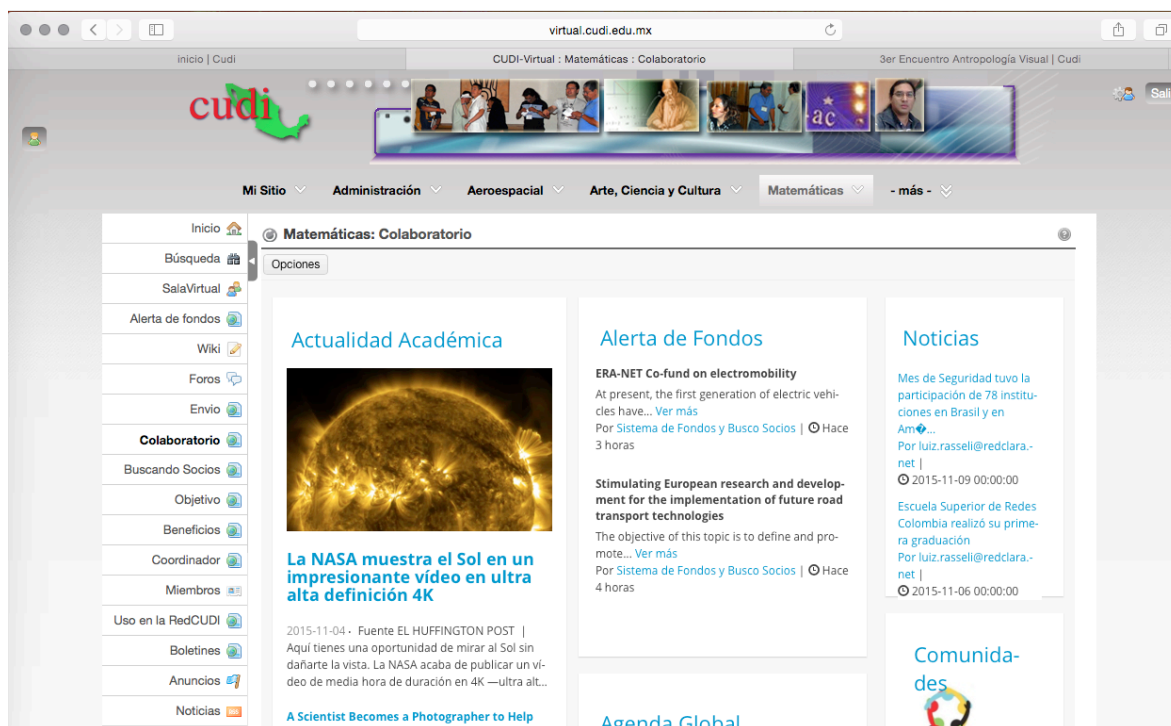 virtual.cudi.edu.mx
inicio | Cudi
CUDI-Virtual : Matemáticas : Colaboratorio
3er Encuentro Antropología Visual | Cudi
cudi
ac
Sali
Mi Sitio
Administración
Aeroespacial
Arte, Ciencia y Cultura
Matemáticas
- más -
Inicio
Búsqueda
SalaVirtual
Alerta de fondos
Wiki
Foros
Envio
Colaboratorio
Buscando Socios
Objetivo
Beneficios
Coordinador
Miembros
Uso en la RedCUDI
Boletines
Anuncios
Noticias
Matemáticas: Colaboratorio
Opciones
Actualidad Académica
La NASA muestra el Sol en un
impresionante vídeo en ultra
alta definición 4K
2015-11-04 · Fuente EL HUFFINGTON POST |
Aquí tienes una oportunidad de mirar al Sol sin
dañarte la vista. La NASA acaba de publicar un ví-
deo de media hora de duración en 4K —ultra alt...
A Scientist Becomes a Photographer to Help
Alerta de Fondos
ERA-NET Co-fund on electromobility
At present, the first generation of electric vehi-
cles have... Ver más
Por Sistema de Fondos y Busco Socios | Hace
3 horas
Stimulating European research and develop-
ment for the implementation of future road
transport technologies
The objective of this topic is to define and pro-
mote... Ver más
Por Sistema de Fondos y Busco Socios | Hace
4 horas
Agenda Global
Noticias
Mes de Seguridad tuvo la
participación de 78 institu-
ciones en Brasil y en
Am�...
Por luiz.rasseli@redclara.-
net |
2015-11-09 00:00:00
Escuela Superior de Redes
Colombia realizó su prime-
ra graduación
Por luiz.rasseli@redclara.-
net |
2015-11-06 00:00:00
Comunida-
des